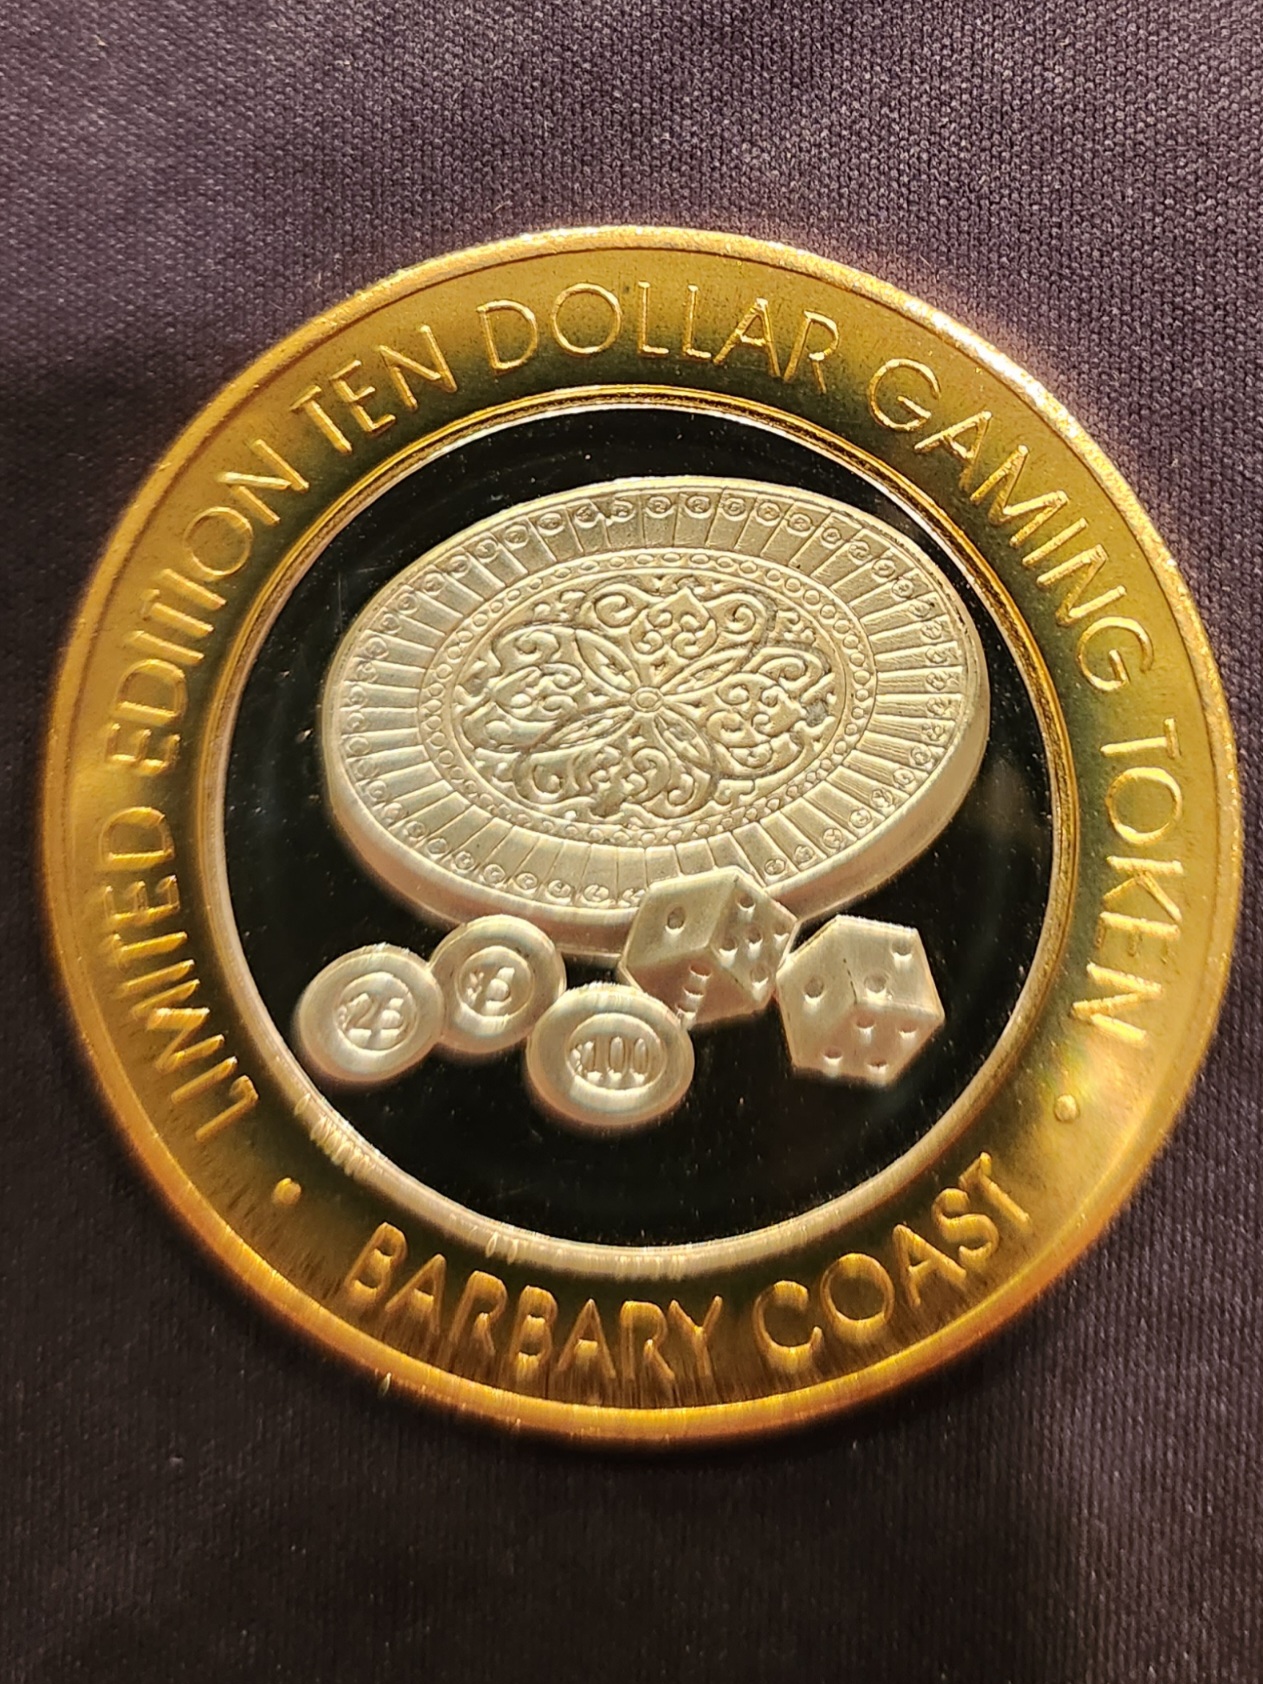 LIMITED EDITION TEN DOLLAR GAMING TOKEN
25
$5
$100
• BARBARY COAST •